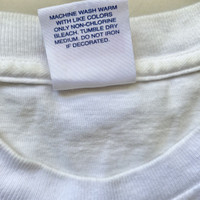 MACHINE WASH WARM
WITH LIKE COLORS
ONLY NON-CHLORINE
BLEACH. TUMBLE DRY
MEDIUM. DO NOT IRON
IF DECORATED.